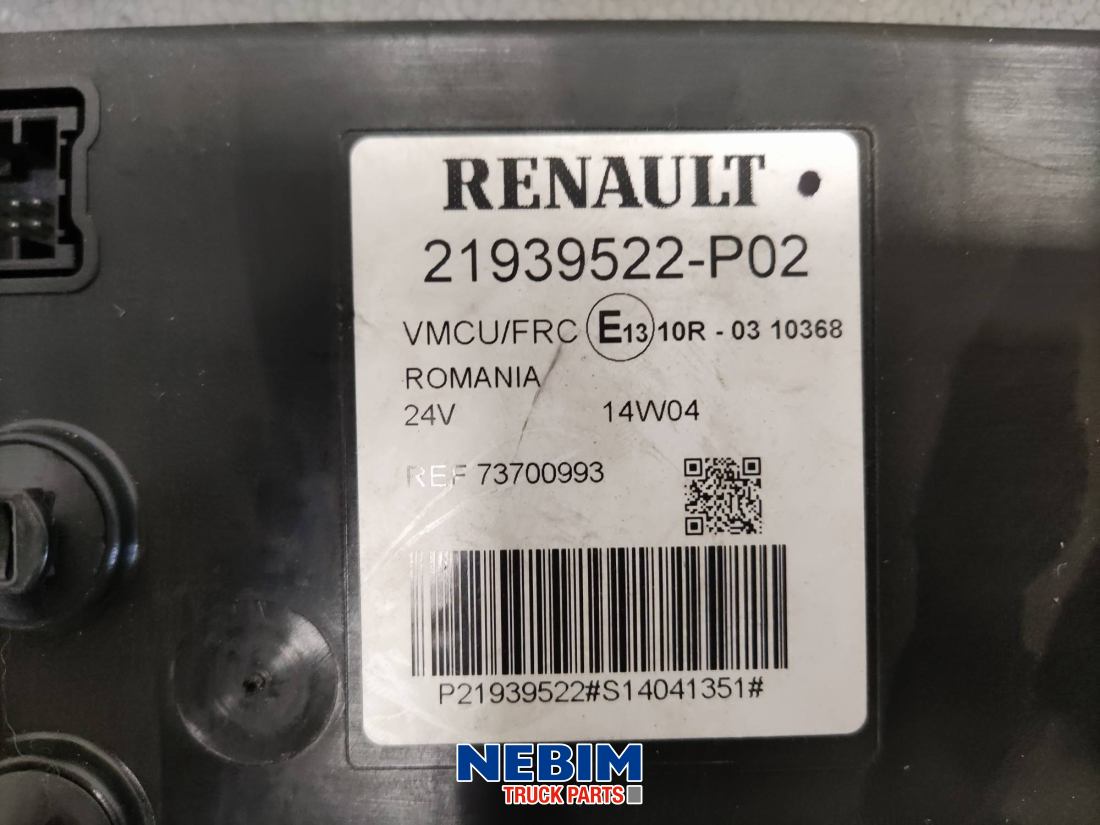 RENAULT
21939522-P02
VMCU/FRC E13 10R - 03 10368
ROMANIA
24V 14W04
REF 73700993
P21939522#S14041351#
NEBIM
TRUCK PARTS